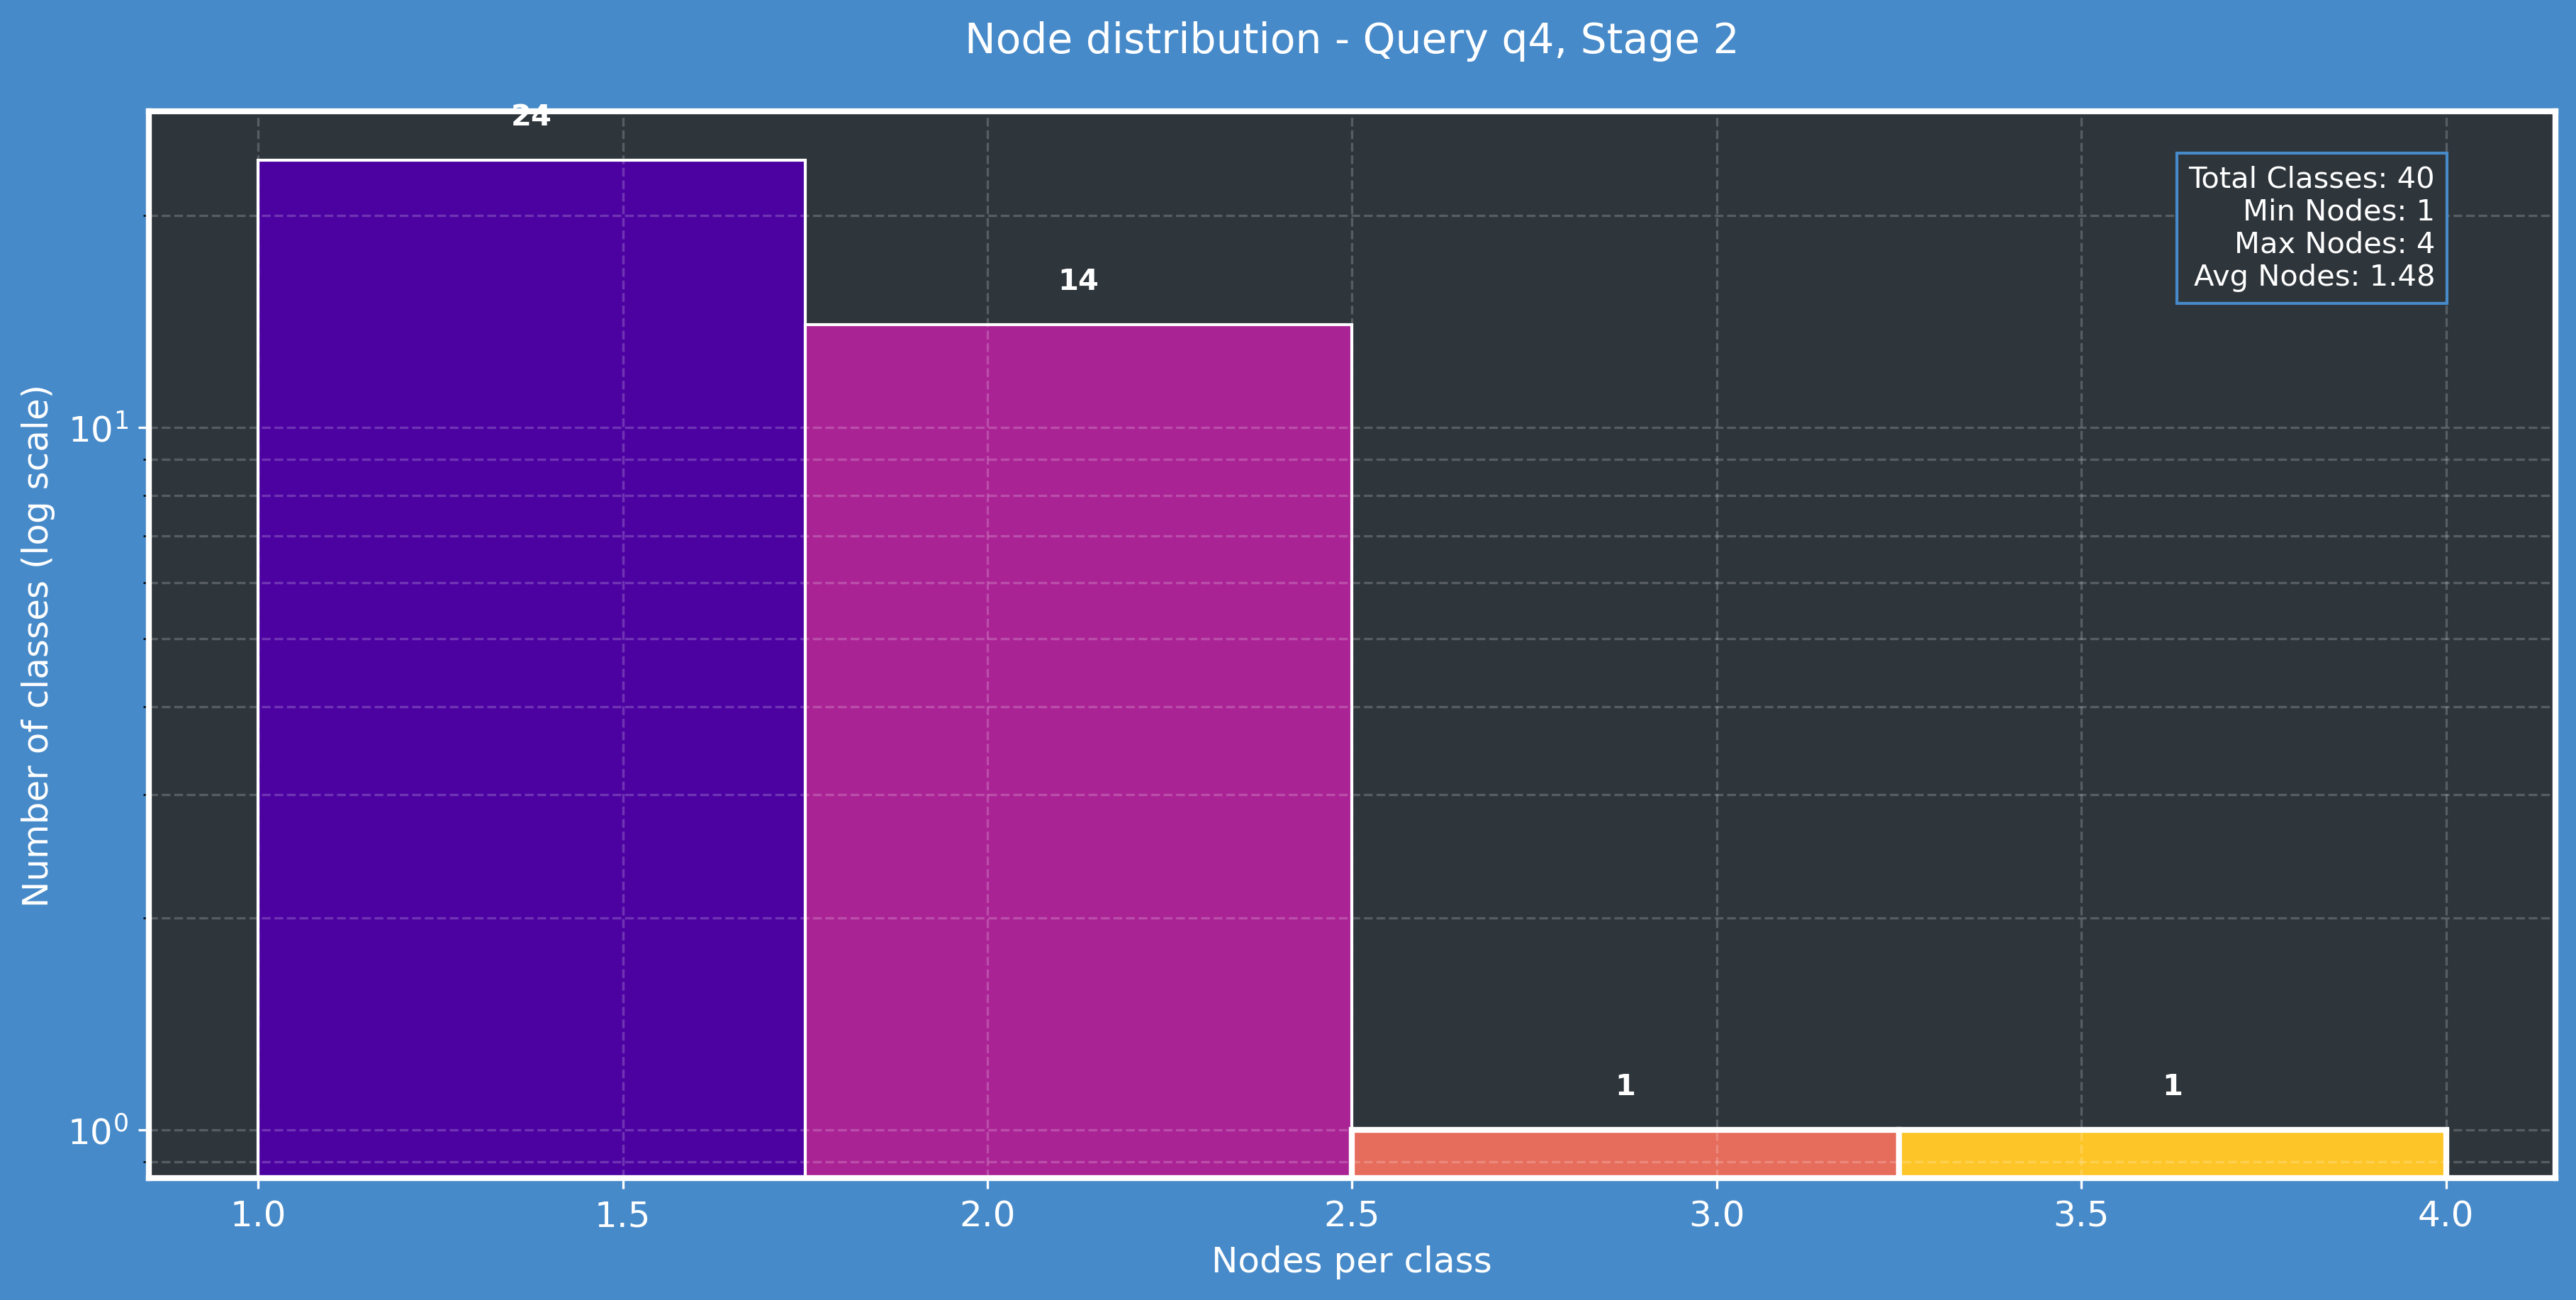 Node distribution - Query q4, Stage 2
24
14
1
1
Total Classes: 40
Min Nodes: 1
Max Nodes: 4
Avg Nodes: 1.48
Number of classes (log scale)
10¹
10⁰
1.0 1.5 2.0 2.5 3.0 3.5 4.0
Nodes per class